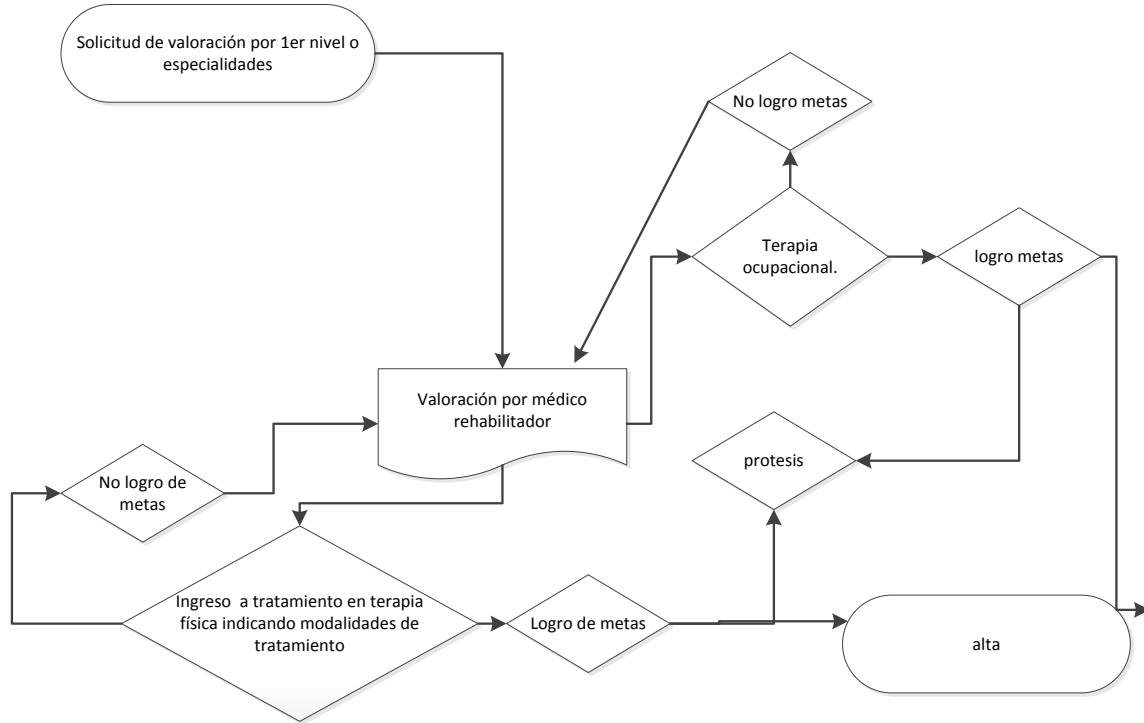 Solicitud de valoración por 1er nivel o
especialidades
No logro metas
Terapia
ocupacional.
logro metas
Valoración por médico
rehabilitador
protesis
No logro de
metas
Ingreso  a tratamiento en terapia
física indicando modalidades de
tratamiento
Logro de metas
alta